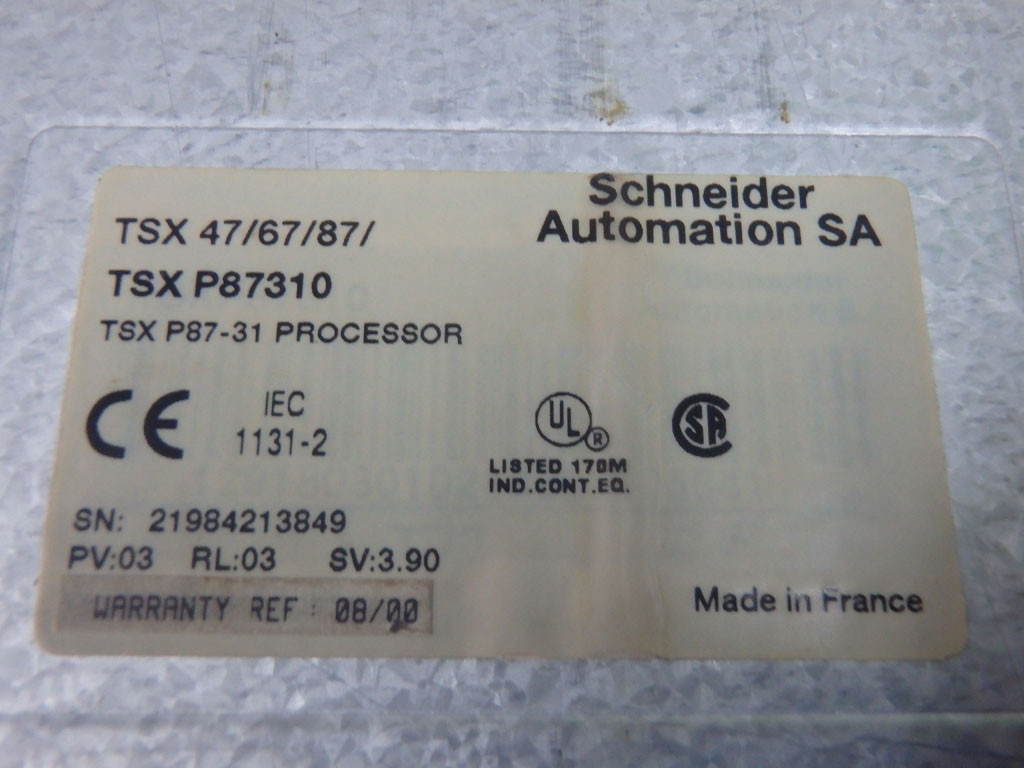 Schneider
Automation SA
TSX 47/67/87/
TSX P87310
TSX P87-31 PROCESSOR
CE
IEC
1131-2
UL ®
LISTED 170M
IND.CONT.EQ.
SA
SN: 21984213849
PV:03 RL:03 SV:3.90
WARRANTY REF : 08/00
Made in France